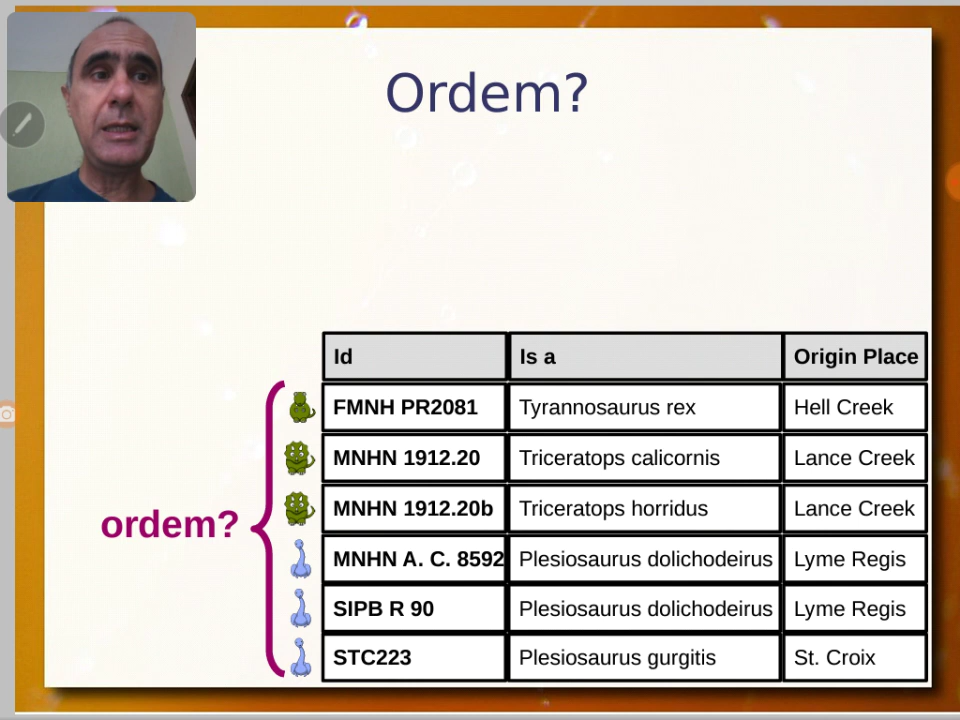 Ordem?
Id Is a Origin Place
FMNH PR2081 Tyrannosaurus rex Hell Creek
MNHN 1912.20 Triceratops calicornis Lance Creek
MNHN 1912.20b Triceratops horridus Lance Creek
ordem?
MNHN A. C. 8592 Plesiosaurus dolichodeirus Lyme Regis
SIPB R 90 Plesiosaurus dolichodeirus Lyme Regis
STC223 Plesiosaurus gurgitis St. Croix